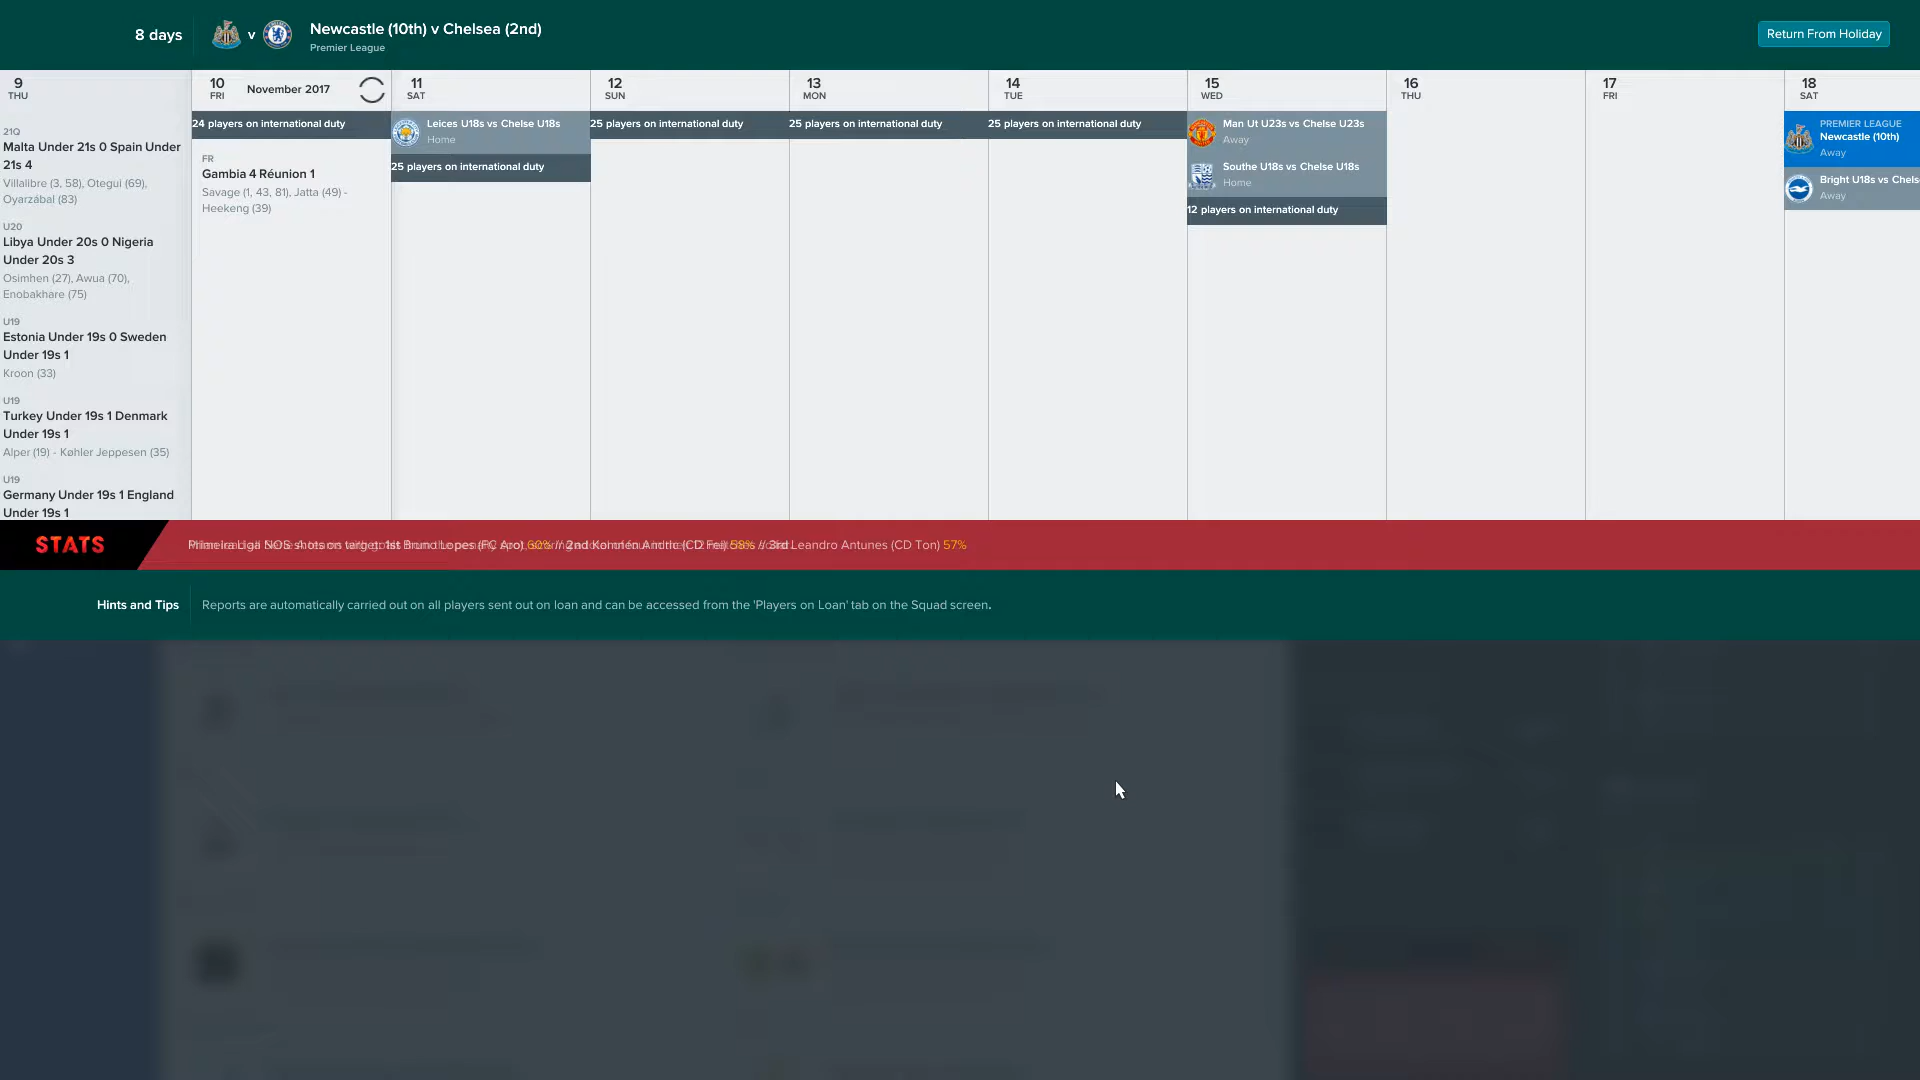 8 days
v
Newcastle (10th) v Chelsea (2nd)
Premier League
Return From Holiday
9
THU
10
FRI
November 2017
11
SAT
12
SUN
13
MON
14
TUE
15
WED
16
THU
17
FRI
18
SAT
21Q
Malta Under 21s 0 Spain Under
21s 4
Villalibre (3, 58), Otegui (69),
Oyarzábal (83)
U20
Libya Under 20s 0 Nigeria
Under 20s 3
Osimhen (27), Awua (70),
Enobakhare (75)
U19
Estonia Under 19s 0 Sweden
Under 19s 1
Kroon (33)
U19
Turkey Under 19s 1 Denmark
Under 19s 1
Alper (19) - Køhler Jeppesen (35)
U19
Germany Under 19s 1 England
Under 19s 1
24 players on international duty
FR
Gambia 4 Réunion 1
Savage (1, 43, 81), Jatta (49) -
Heekeng (39)
Leices U18s vs Chelse U18s
Home
25 players on international duty
25 players on international duty
25 players on international duty
25 players on international duty
Man Ut U23s vs Chelse U23s
Away
Southe U18s vs Chelse U18s
Home
12 players on international duty
PREMIER LEAGUE
Newcastle (10th)
Away
Bright U18s vs Chels
Away
STATS
Leandro Antunes (CD Ton) 57%
Hints and Tips
Reports are automatically carried out on all players sent out on loan and can be accessed from the 'Players on Loan' tab on the Squad screen.